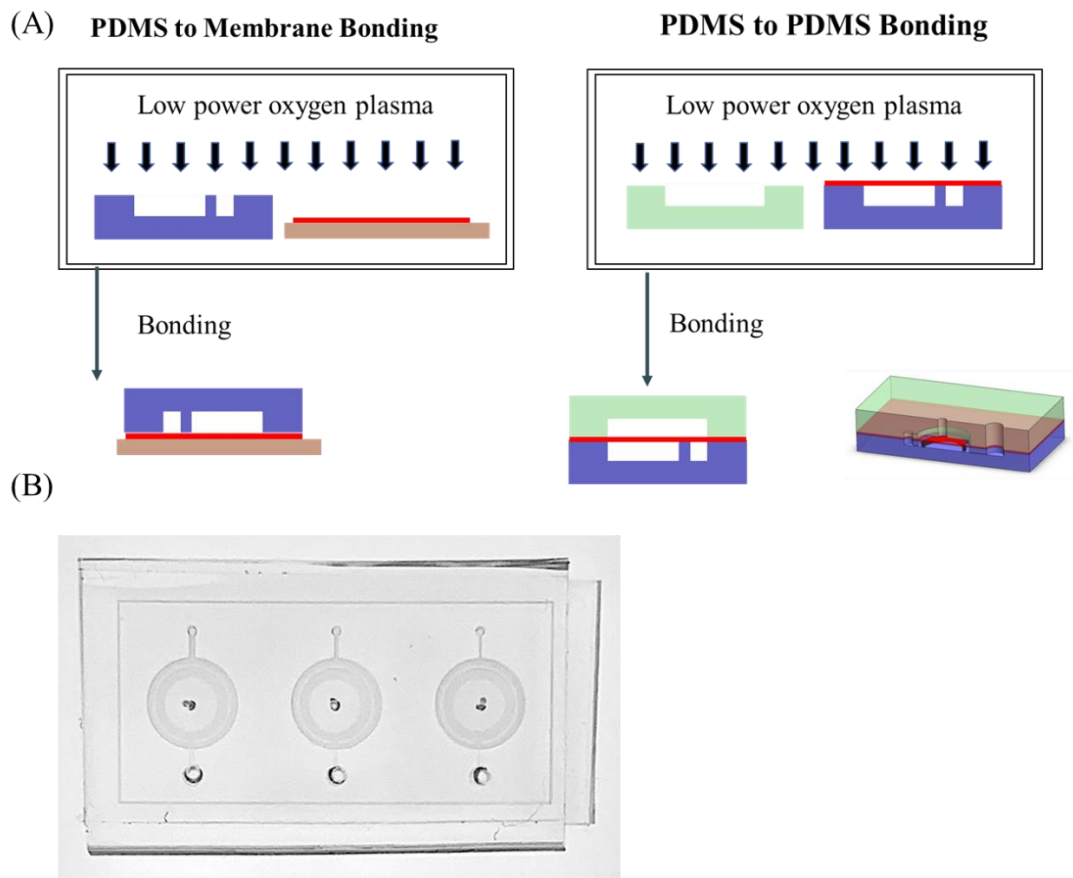 (A)
PDMS to Membrane Bonding
PDMS to PDMS Bonding
Low power oxygen plasma
Low power oxygen plasma
Bonding
Bonding
(B)